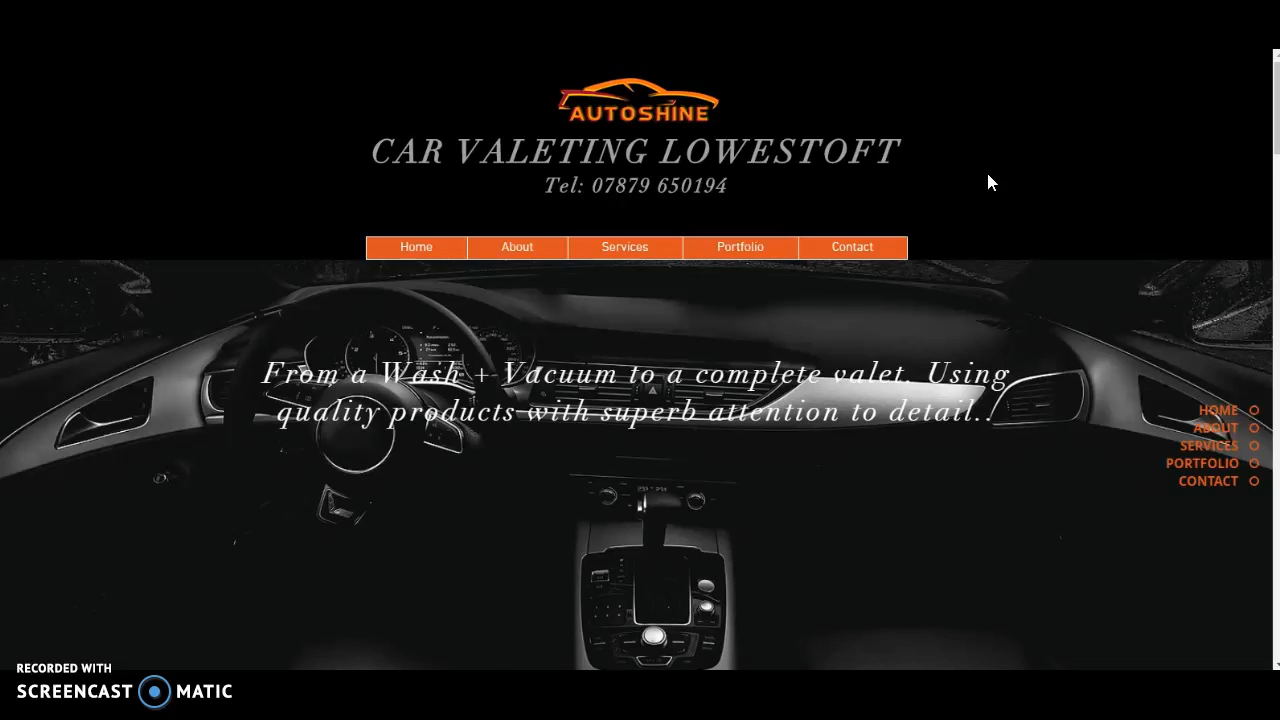 AUTOSHINE
CAR VALETING LOWESTOFT
Tel: 07879 650194
Home About Services Portfolio Contact
From a Wash + Vacuum to a complete valet. Using
quality products with superb attention to detail..
HOME
ABOUT
SERVICES
PORTFOLIO
CONTACT
RECORDED WITH
SCREENCAST MATIC